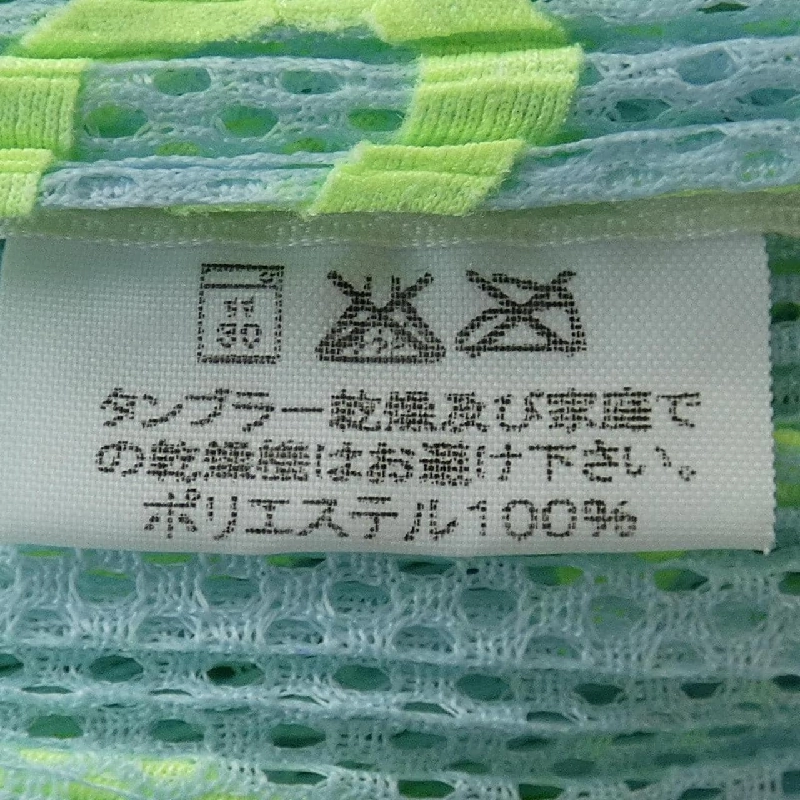 30
タンブラー乾燥及び家庭で
の乾燥機はお避け下さい。
ポリエステル100%